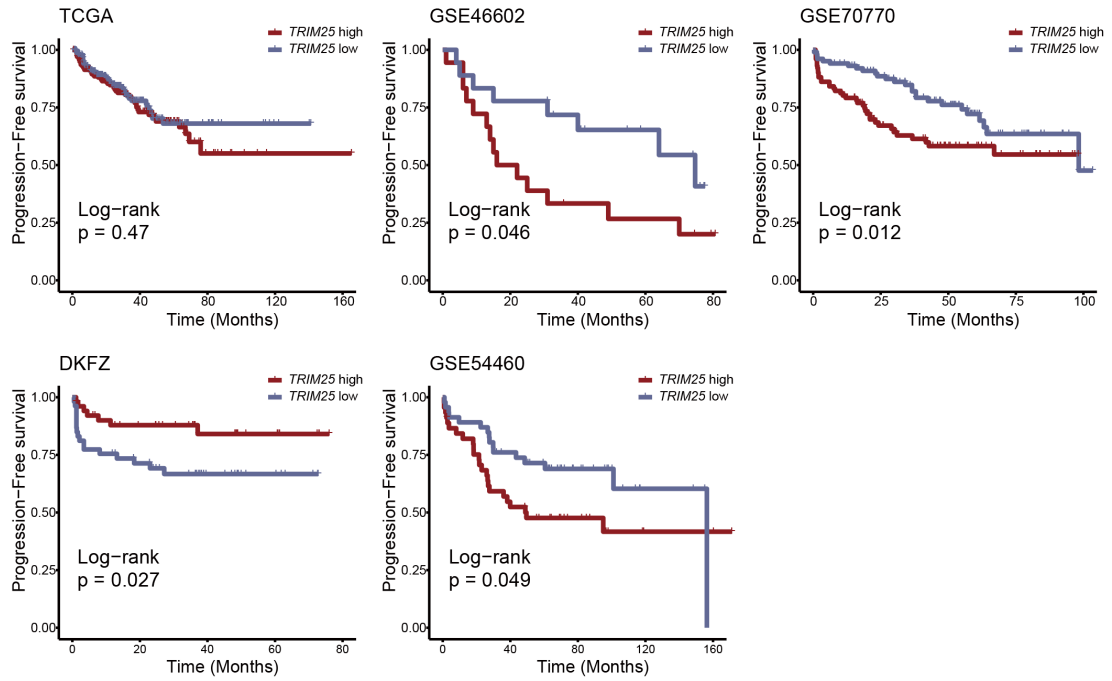 TCGA
TRIM25 high
TRIM25 low
Progression−Free survival
1.00
0.75
0.50
0.25
0.00
Log−rank
p = 0.47
0 40 80 120 160
Time (Months)
GSE46602
TRIM25 high
TRIM25 low
Progression−Free survival
1.00
0.75
0.50
0.25
0.00
Log−rank
p = 0.046
0 20 40 60 80
Time (Months)
GSE70770
TRIM25 high
TRIM25 low
Progression−Free survival
1.00
0.75
0.50
0.25
0.00
Log−rank
p = 0.012
0 25 50 75 100
Time (Months)
DKFZ
TRIM25 high
TRIM25 low
Progression−Free survival
1.00
0.75
0.50
0.25
0.00
Log−rank
p = 0.027
0 20 40 60 80
Time (Months)
GSE54460
TRIM25 high
TRIM25 low
Progression−Free survival
1.00
0.75
0.50
0.25
0.00
Log−rank
p = 0.049
0 40 80 120 160
Time (Months)